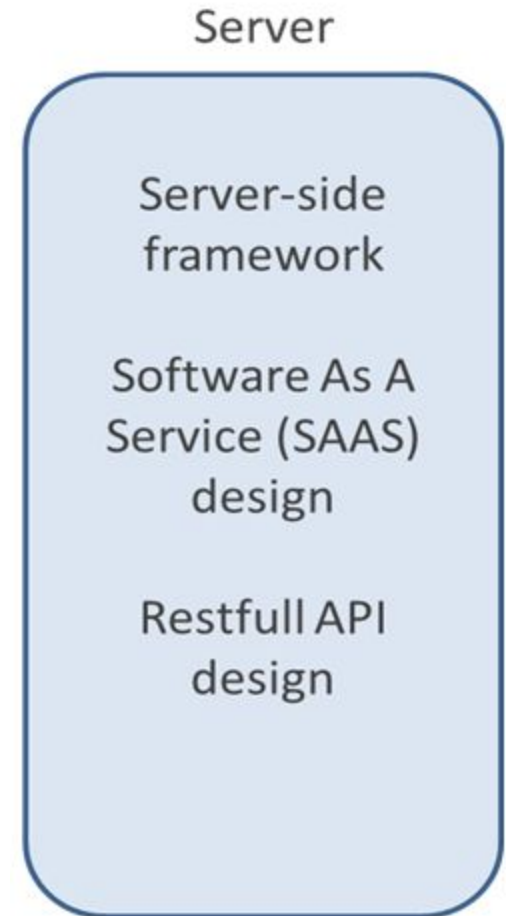 Server
Server-side
framework
Software As A
Service (SAAS)
design
Restfull API
design